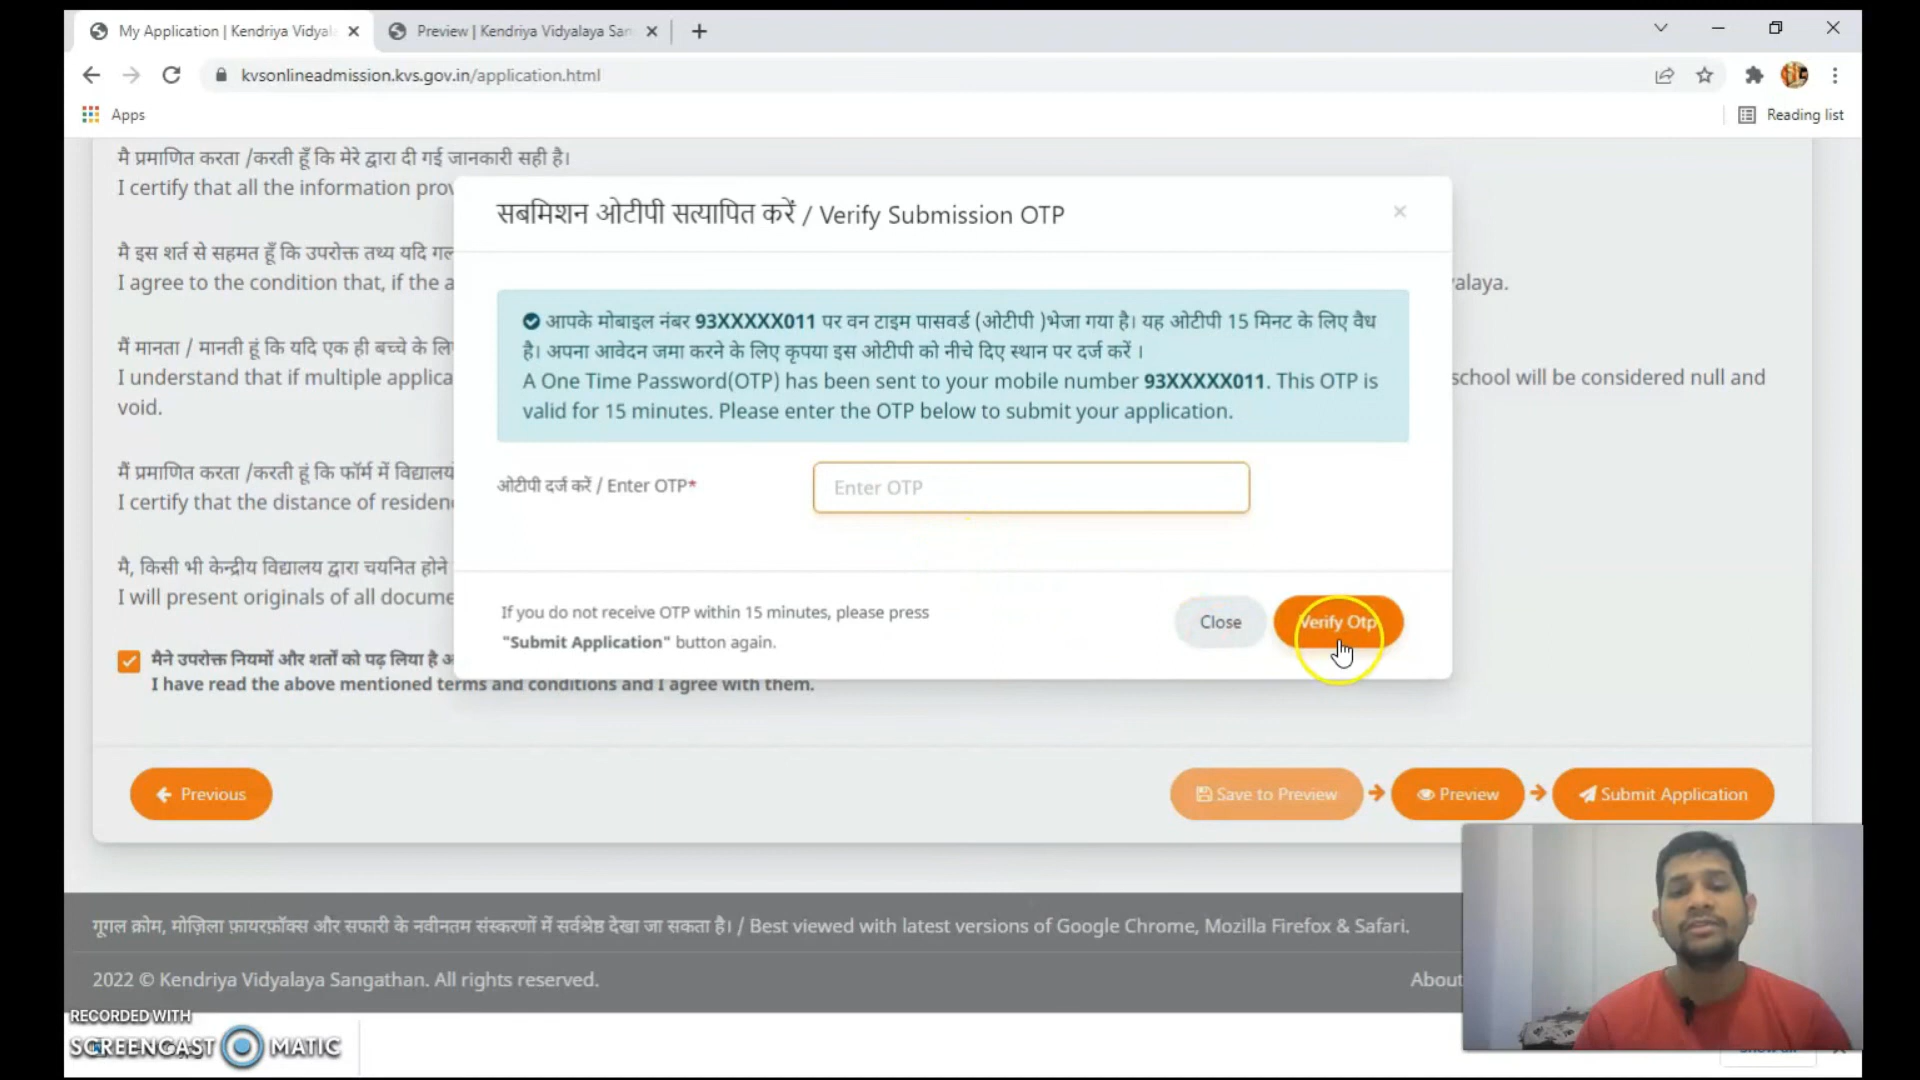 My Application | Kendriya Vidyal
Preview | Kendriya Vidyalaya San
kvsonlineadmission.kvs.gov.in/application.html
Apps
Reading list
मै प्रमाणित करता /करती हूँ कि मेरे द्वारा दी गई जानकारी सही है।
I certify that all the information prov
सबमिशन ओटीपी सत्यापित करें / Verify Submission OTP
×
मै इस शर्त से सहमत हूँ कि उपरोक्त तथ्य यदि गल
I agree to the condition that, if the a
alaya.
आपके मोबाइल नंबर 93XXXXX011 पर वन टाइम पासवर्ड (ओटीपी )भेजा गया है। यह ओटीपी 15 मिनट के लिए वैध
है। अपना आवेदन जमा करने के लिए कृपया इस ओटीपी को नीचे दिए स्थान पर दर्ज करें ।
A One Time Password(OTP) has been sent to your mobile number 93XXXXX011. This OTP is
valid for 15 minutes. Please enter the OTP below to submit your application.
मैं मानता / मानती हूं कि यदि एक ही बच्चे के लि
I understand that if multiple applica
school will be considered null and
void.
ओटीपी दर्ज करें / Enter OTP*
Enter OTP
मैं प्रमाणित करता /करती हूं कि फॉर्म में विद्यालय
I certify that the distance of residen
मै, किसी भी केन्द्रीय विद्यालय द्वारा चयनित होने
I will present originals of all docume
If you do not receive OTP within 15 minutes, please press
"Submit Application" button again.
Close
Verify Otp
मैने उपरोक्त नियमों और शर्तों को पढ़ लिया है
I have read the above mentioned terms and conditions and I agree with them.
Previous
Save to Preview
Preview
Submit Application
गूगल क्रोम, मोज़िला फ़ायरफ़ॉक्स और सफारी के नवीनतम संस्करणों में सर्वश्रेष्ठ देखा जा सकता है। / Best viewed with latest versions of Google Chrome, Mozilla Firefox & Safari.
2022 © Kendriya Vidyalaya Sangathan. All rights reserved.
About
RECORDED WITH
SCREENCAST MATIC